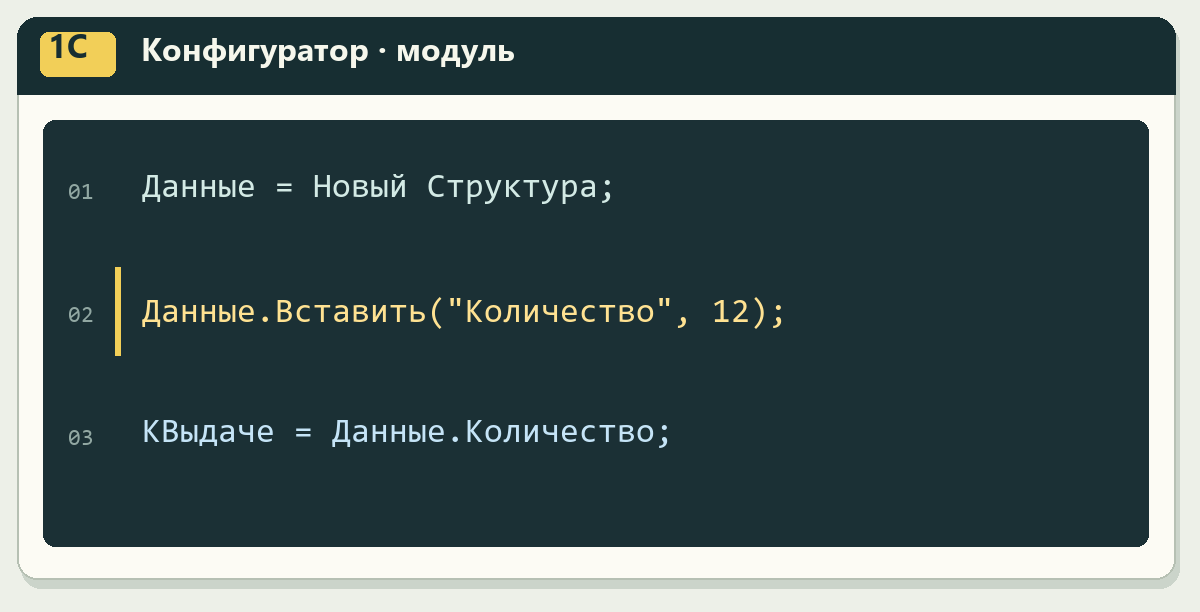 1С
Конфигуратор · модуль
01 Данные = Новый Структура;
02 Данные.Вставить("Количество", 12);
03 КВыдаче = Данные.Количество;